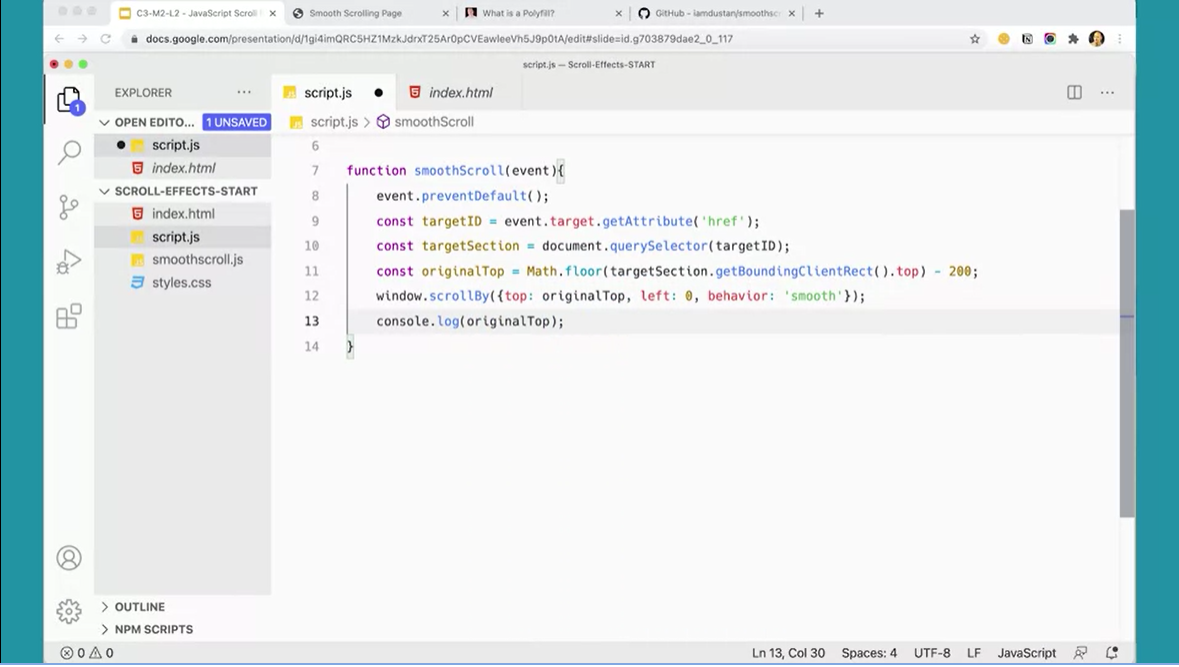 C3-M2-L2 - JavaScript Scroll
Smooth Scrolling Page
What is a Polyfill?
GitHub - iamdustan/smoothsc
docs.google.com/presentation/d/1gi4imQRC5HZ1MzkJdrxT25Ar0pCVEawleeVh5J9p0tA/edit#slide=id.g703879dae2_0_117
script.js — Scroll-Effects-START
1
EXPLORER
OPEN EDITO... 1 UNSAVED
script.js
index.html
SCROLL-EFFECTS-START
index.html
script.js
smoothscroll.js
styles.css
OUTLINE
NPM SCRIPTS
script.js
index.html
script.js > smoothScroll
6
7 function smoothScroll(event){
8 event.preventDefault();
9 const targetID = event.target.getAttribute('href');
10 const targetSection = document.querySelector(targetID);
11 const originalTop = Math.floor(targetSection.getBoundingClientRect().top) - 200;
12 window.scrollBy({top: originalTop, left: 0, behavior: 'smooth'});
13 console.log(originalTop);
14 }
0 0
Ln 13, Col 30 Spaces: 4 UTF-8 LF JavaScript